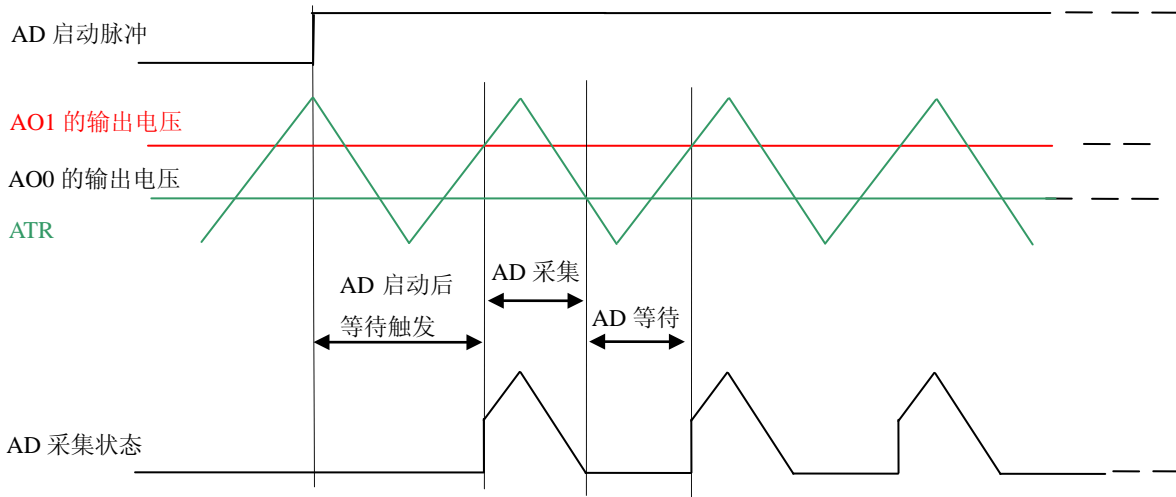 AD 启动脉冲
AO1 的输出电压
AO0 的输出电压
ATR
AD 启动后
等待触发
AD 采集
AD 等待
AD 采集状态